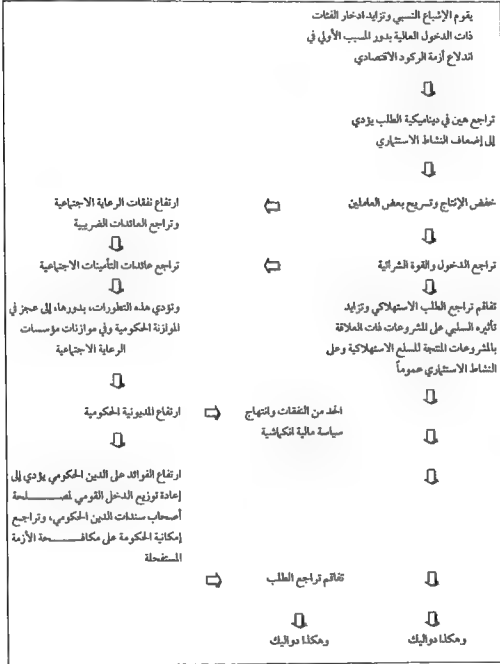 يقوم الإشباع النسبي وتزايد ادخار الفئات
ذات الدخول العالية بدور المسبب الأولي في
اندلاع أزمة الركود الاقتصادي
تراجع هين في ديناميكية الطلب يؤدي
إلى إضعاف النشاط الاستثماري
خفض الإنتاج وتسريح بعض العاملين
ارتفاع نفقات الرعاية الاجتماعية
وتراجع العائدات الضريبية
تراجع الدخول والقوة الشرائية
تراجع عائدات التأمينات الاجتماعية
تفاقم تراجع الطلب الاستهلاكي وتزايد
تأثيره السلبي على المشروعات ذات العلاقة
بالمشروعات المنتجة للسلع الاستهلاكية وعلى
النشاط الاستثماري عموماً
وتؤدي هذه التطورات، بدورها، إلى عجز في
الموازنة الحكومية وفي موازنات مؤسسات
الرعاية الاجتماعية
الحد من النفقات وانتهاج
سياسة مالية انكماشية
ارتفاع المديونية الحكومية
ارتفاع الفوائد على الدين الحكومي يؤدي إلى
إعادة توزيع الدخل القومي لمصـــــــلحة
أصحاب سندات الدين الحكومي، وتراجع
إمكانية الحكومة على مكافـــــــحة الأزمة
المستفحلة
تفاقم تراجع الطلب
وهكذا دواليك
وهكذا دواليك